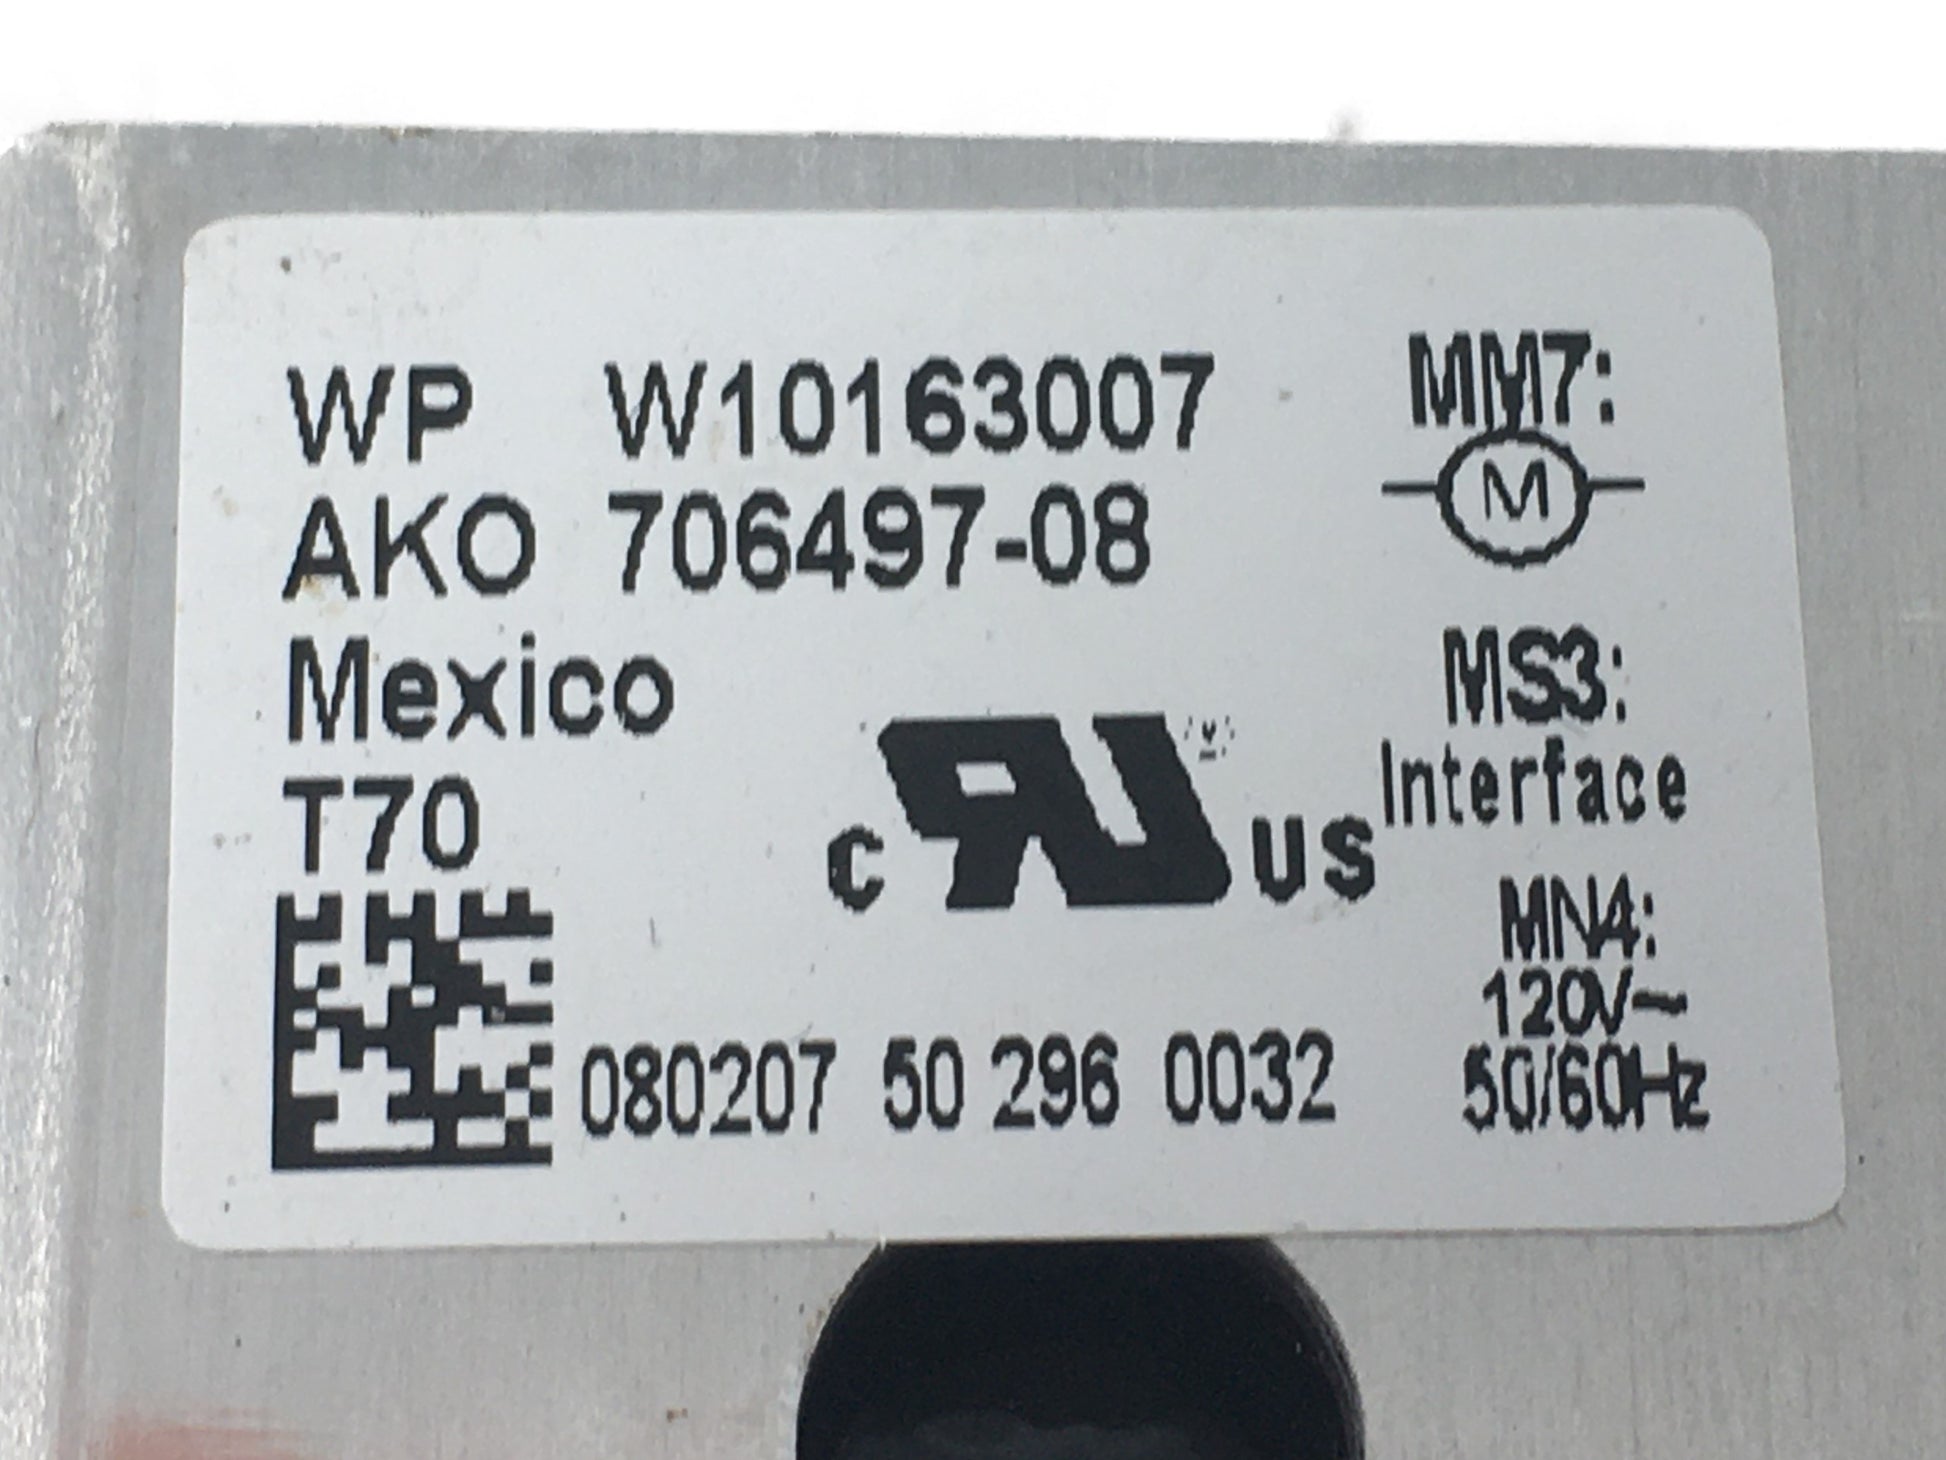 WP W10163007
AKO 706497-08
Mexico
T70
c RU US
080207 50 296 0032
MM7:
M
MS3:
Interface
MN4:
120V~
50/60Hz